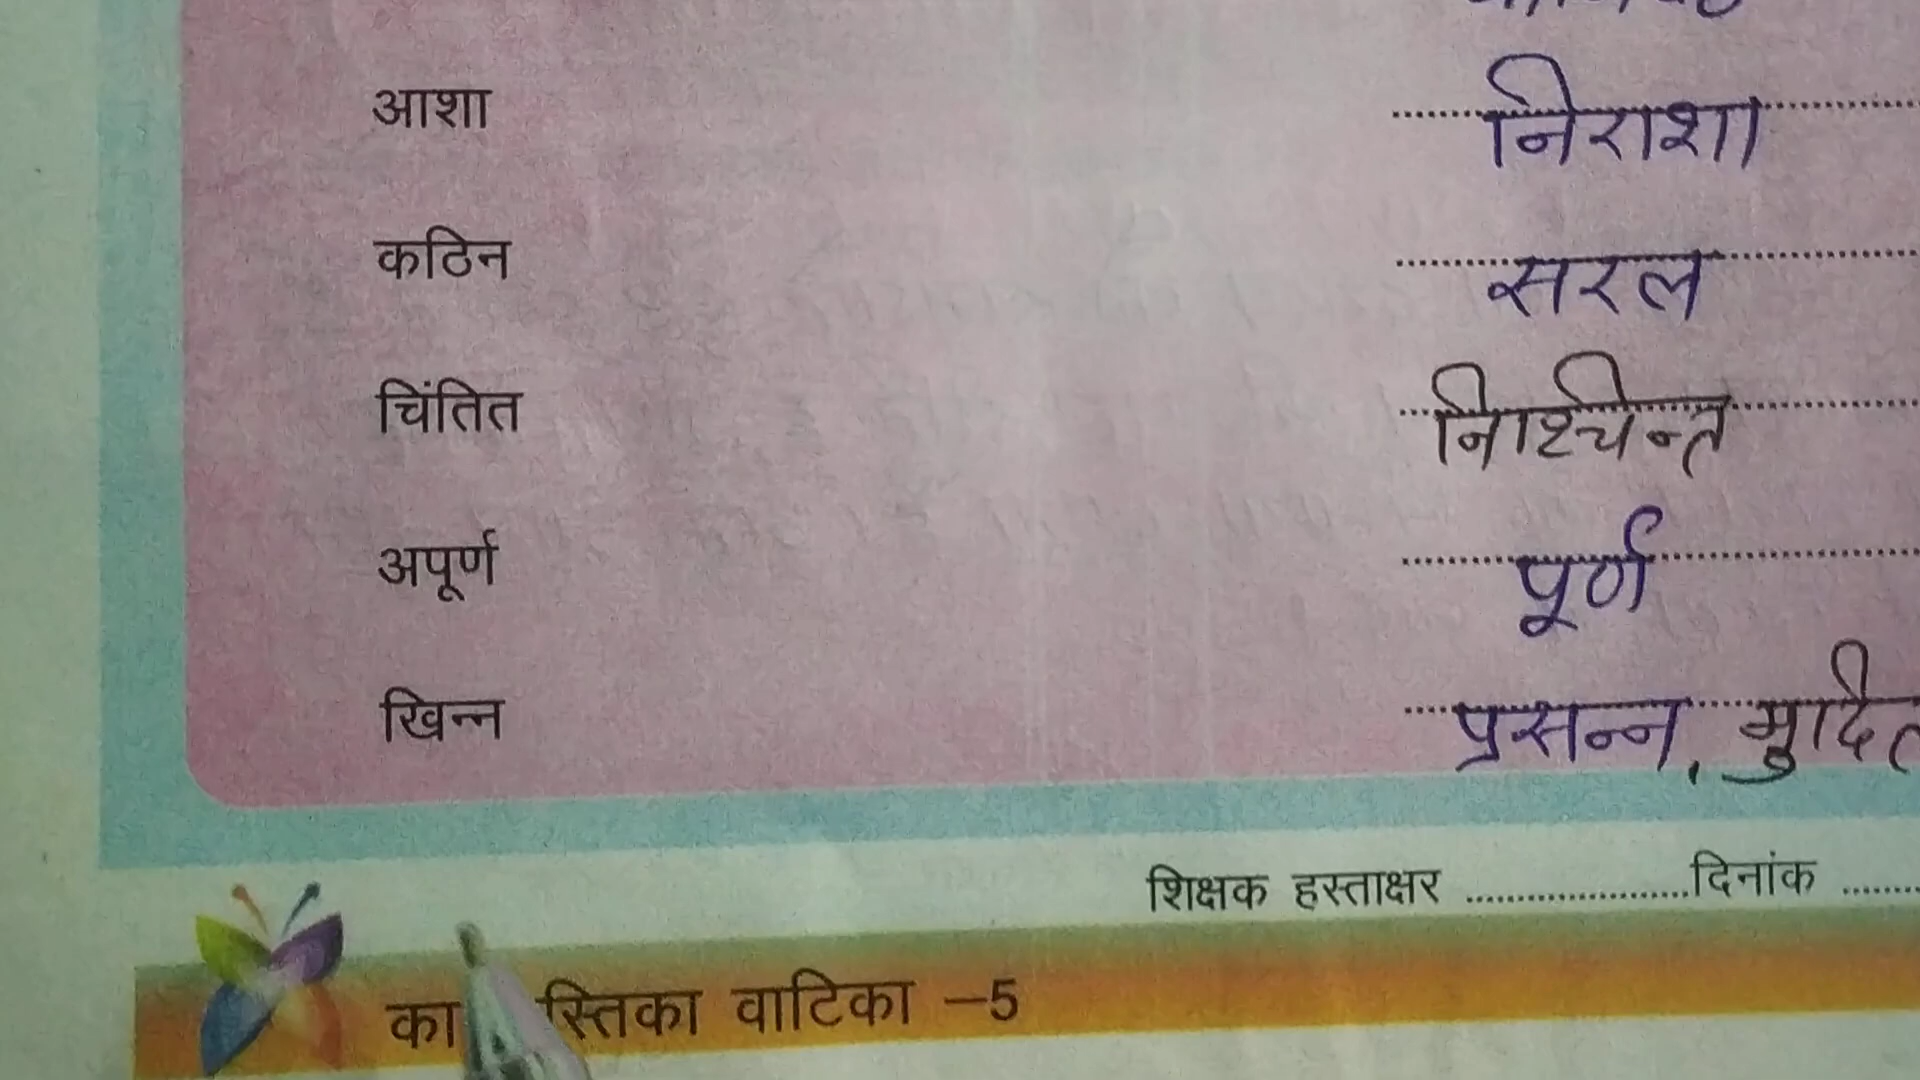 आशा निराशा
कठिन सरल
चिंतित निश्चिन्त
अपूर्ण पूर्ण
खिन्न प्रसन्न, मुदित
शिक्षक हस्ताक्षर ....................दिनांक ........
वाटिका –5